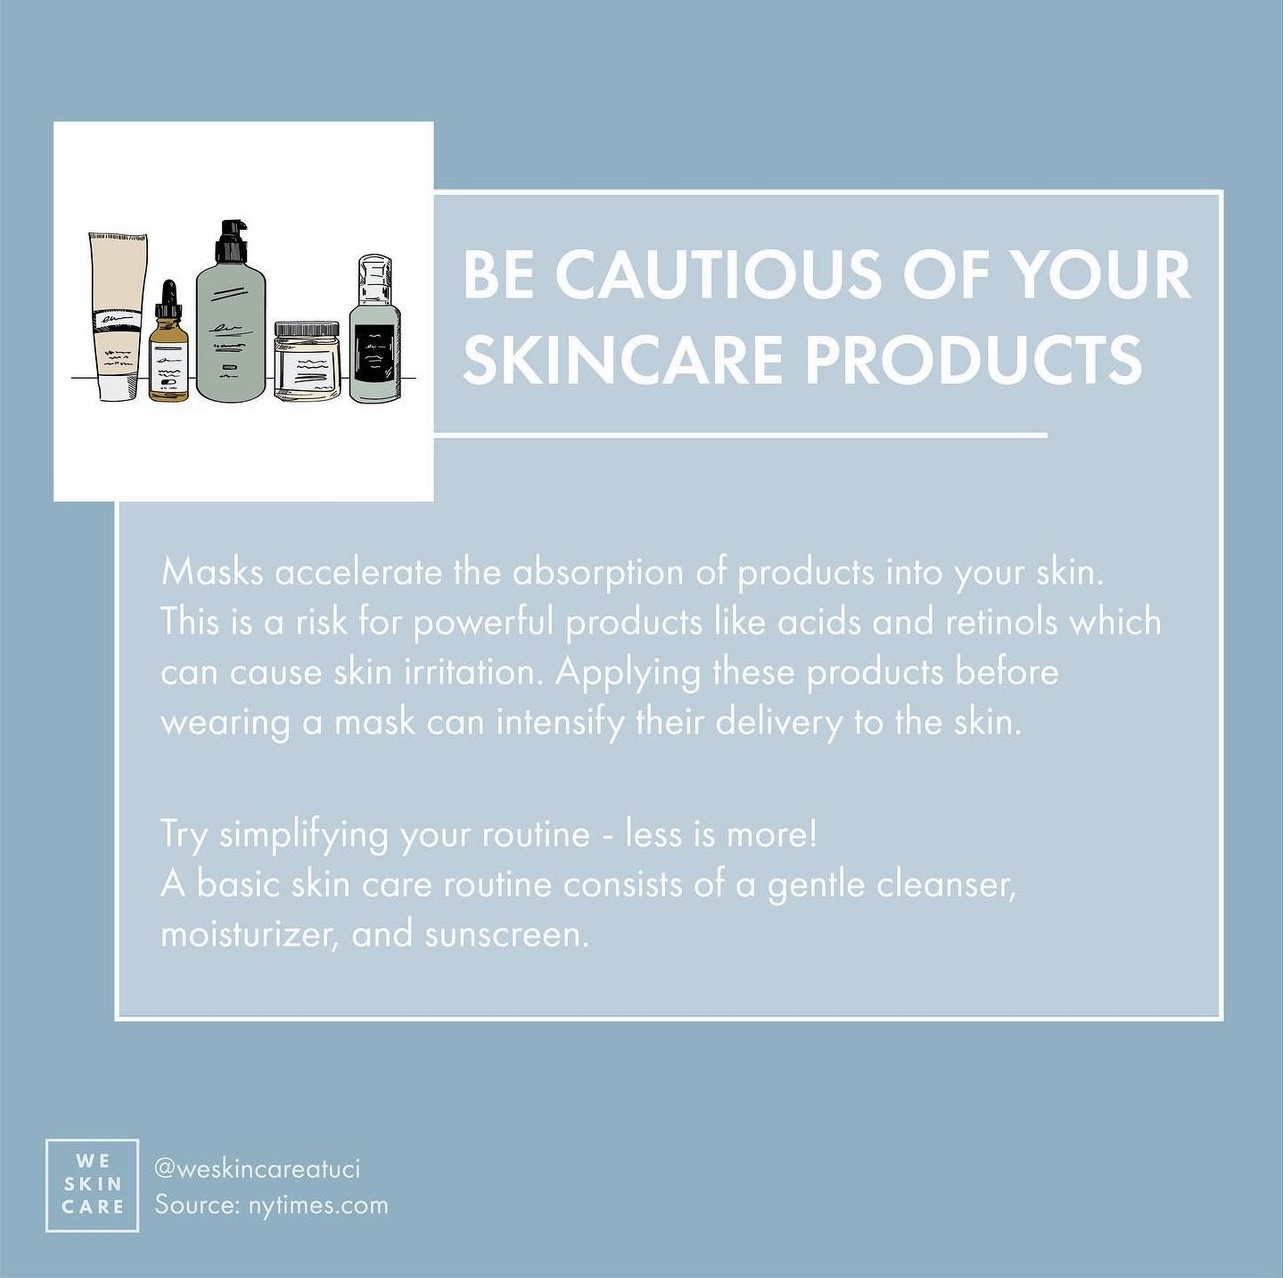 BE CAUTIOUS OF YOUR
SKINCARE PRODUCTS
Masks accelerate the absorption of products into your skin.
This is a risk for powerful products like acids and retinols which
can cause skin irritation. Applying these products before
wearing a mask can intensify their delivery to the skin.
Try simplifying your routine - less is more!
A basic skin care routine consists of a gentle cleanser,
moisturizer, and sunscreen.
WE
SKIN
CARE
@weskincareatuci
Source: nytimes.com